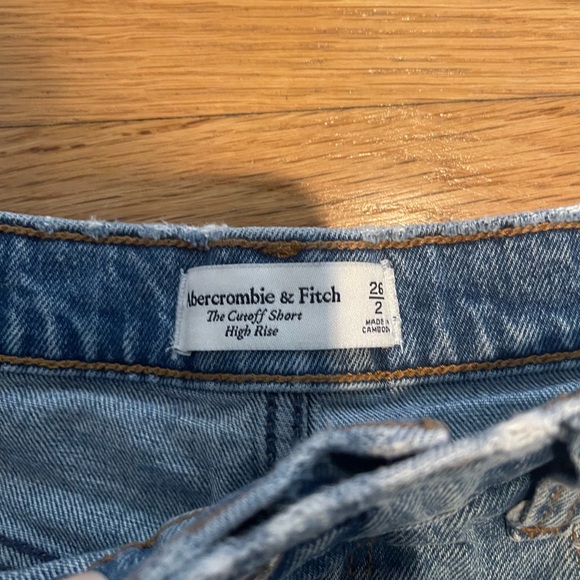 Abercrombie & Fitch
The Cutoff Short
High Rise
26
2
MADE IN
CAMBODIA